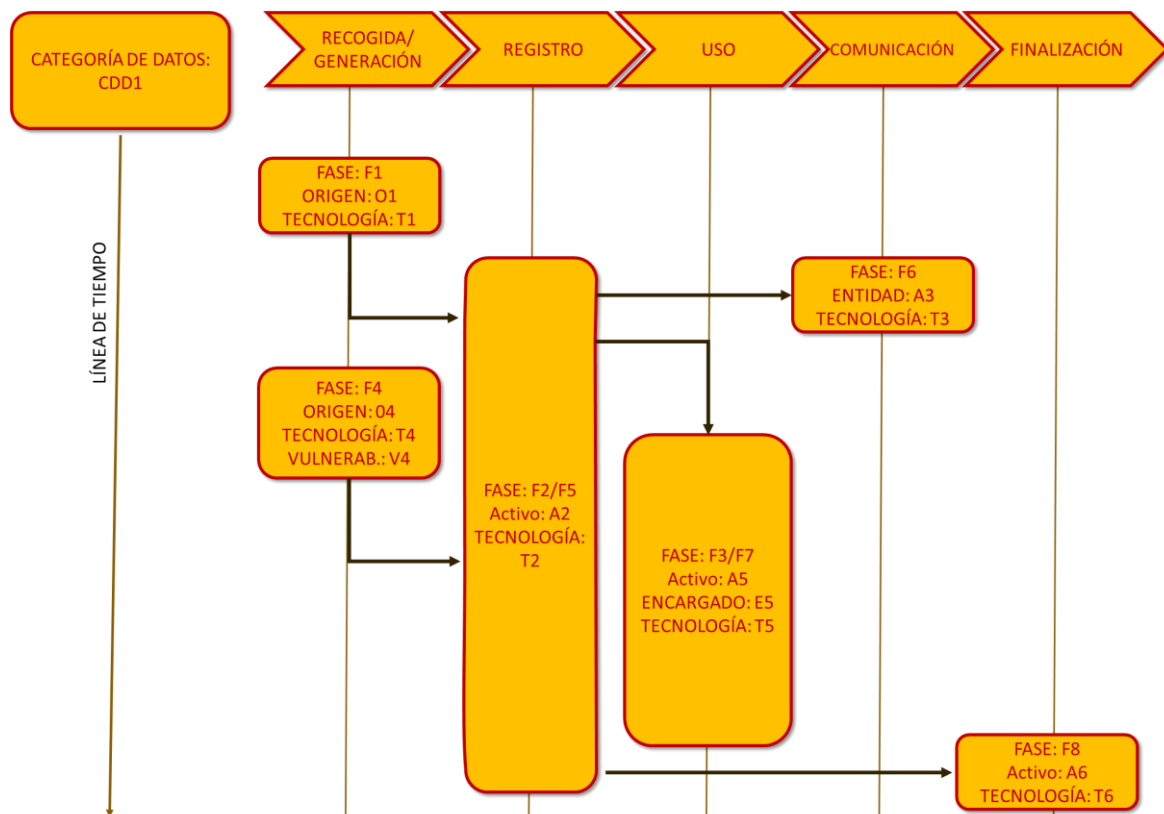 CATEGORÍA DE DATOS:
CDD1
RECOGIDA/
GENERACIÓN
REGISTRO
USO
COMUNICACIÓN
FINALIZACIÓN
LÍNEA DE TIEMPO
FASE: F1
ORIGEN: O1
TECNOLOGÍA: T1
FASE: F6
ENTIDAD: A3
TECNOLOGÍA: T3
FASE: F4
ORIGEN: 04
TECNOLOGÍA: T4
VULNERAB.: V4
FASE: F2/F5
Activo: A2
TECNOLOGÍA:
T2
FASE: F3/F7
Activo: A5
ENCARGADO: E5
TECNOLOGÍA: T5
FASE: F8
Activo: A6
TECNOLOGÍA: T6